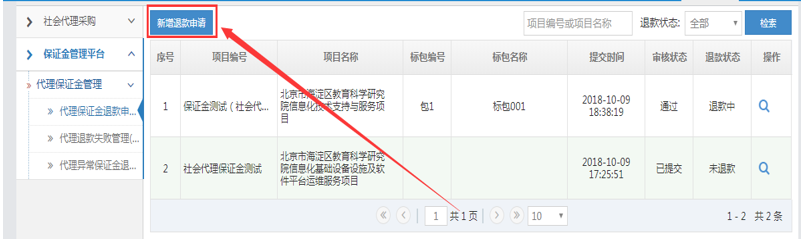 社会代理采购
保证金管理平台
代理保证金管理
代理保证金退款申...
代理退款失败管理(...
代理异常保证金退...
新增退款申请
项目编号或项目名称 退款状态: 全部 检索
序号 项目编号 项目名称 标包编号 标包名称 提交时间 审核状态 退款状态 操作
1 保证金测试（社会代... 北京市海淀区教育科学研究
院信息化技术支持与服务项
目 包1 标包001 2018-10-09
18:38:19 通过 退款中
2 社会代理保证金测试 北京市海淀区教育科学研究
院信息化基础设备设施及软
件平台运维服务项目 2018-10-09
17:25:51 已提交 未退款
1 共1页 10 1 - 2 共2条